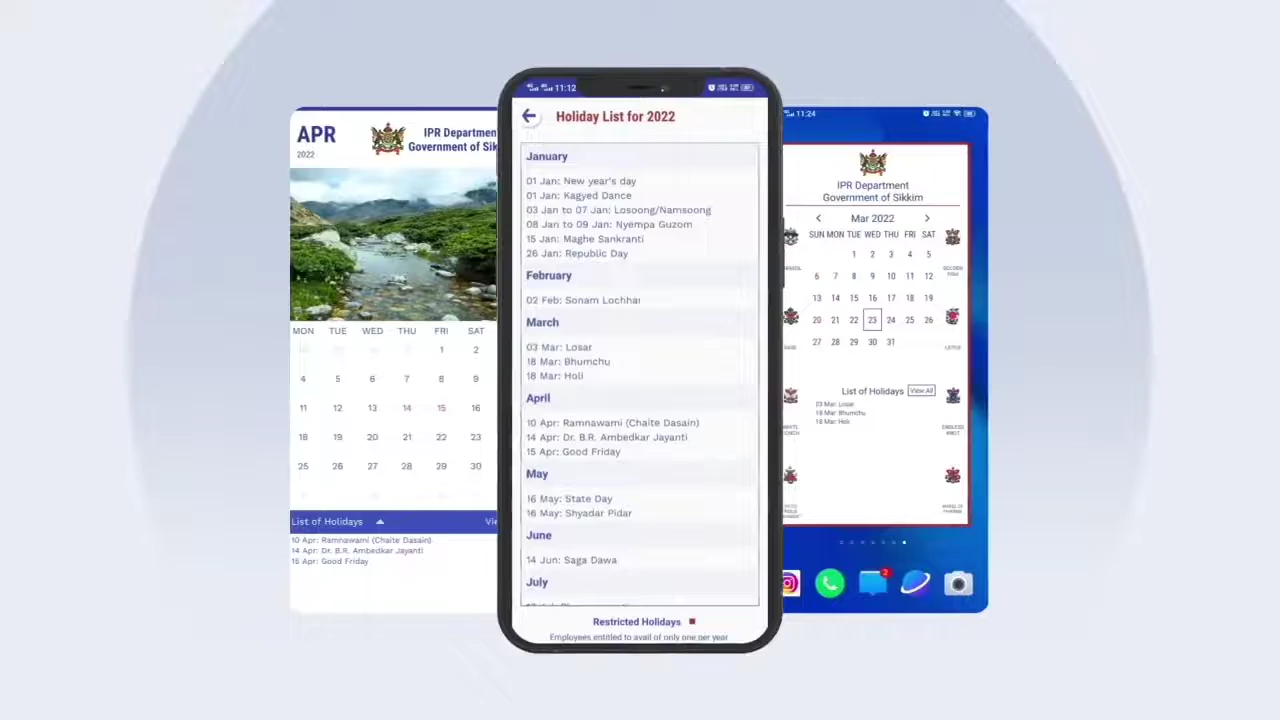 APR
2022
IPR Department
Government of Sik
MON TUE WED THU FRI SAT
1 2
4 5 6 7 8 9
11 12 13 14 15 16
18 19 20 21 22 23
25 26 27 28 29 30
List of Holidays
10 Apr: Ramnawami (Chaite Dasain)
14 Apr: Dr. B.R. Ambedkar Jayanti
15 Apr: Good Friday
11:12
Holiday List for 2022
January
01 Jan: New year's day
01 Jan: Kagyed Dance
03 Jan to 07 Jan: Losoong/Namsoong
08 Jan to 09 Jan: Nyempa Guzom
15 Jan: Maghe Sankranti
26 Jan: Republic Day
February
02 Feb: Sonam Lochhar
March
03 Mar: Losar
18 Mar: Bhumchu
18 Mar: Holi
April
10 Apr: Ramnawami (Chaite Dasain)
14 Apr: Dr. B.R. Ambedkar Jayanti
15 Apr: Good Friday
May
16 May: State Day
16 May: Shyadar Pidar
June
14 Jun: Saga Dawa
July
Restricted Holidays
Employees entitled to avail of only one per year
11:24
IPR Department
Government of Sikkim
< Mar 2022 >
SUN MON TUE WED THU FRI SAT
1 2 3 4 5
6 7 8 9 10 11 12
13 14 15 16 17 18 19
20 21 22 23 24 25 26
27 28 29 30 31
GOLDEN
FISH
LOTUS
List of Holidays View All
03 Mar: Losar
18 Mar: Bhumchu
18 Mar: Holi
ENDLESS
KNOT
2